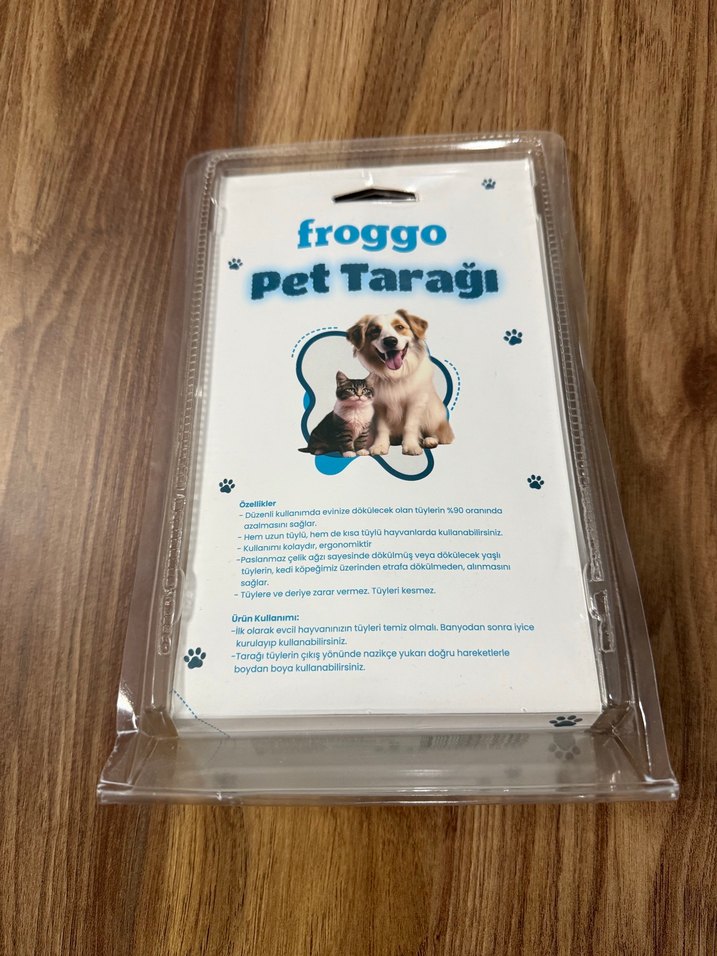 froggo
Pet Tarağı
Özellikler
- Düzenli kullanımda evinize dökülecek olan tüylerin %90 oranında
azalmasını sağlar.
- Hem uzun tüylü, hem de kısa tüylü hayvanlarda kullanabilirsiniz.
- Kullanımı kolaydır, ergonomiktir
-Paslanmaz çelik ağzı sayesinde dökülmüş veya dökülecek yaşlı
tüylerin, kedi köpeğimiz üzerinden etrafa dökülmeden, alınmasını
sağlar.
- Tüylere ve deriye zarar vermez. Tüyleri kesmez.
Ürün Kullanımı:
-İlk olarak evcil hayvanınızın tüyleri temiz olmalı. Banyodan sonra iyice
kurulayıp kullanabilirsiniz.
-Tarağı tüylerin çıkış yönünde nazikçe yukarı doğru hareketlerle
boydan boya kullanabilirsiniz.